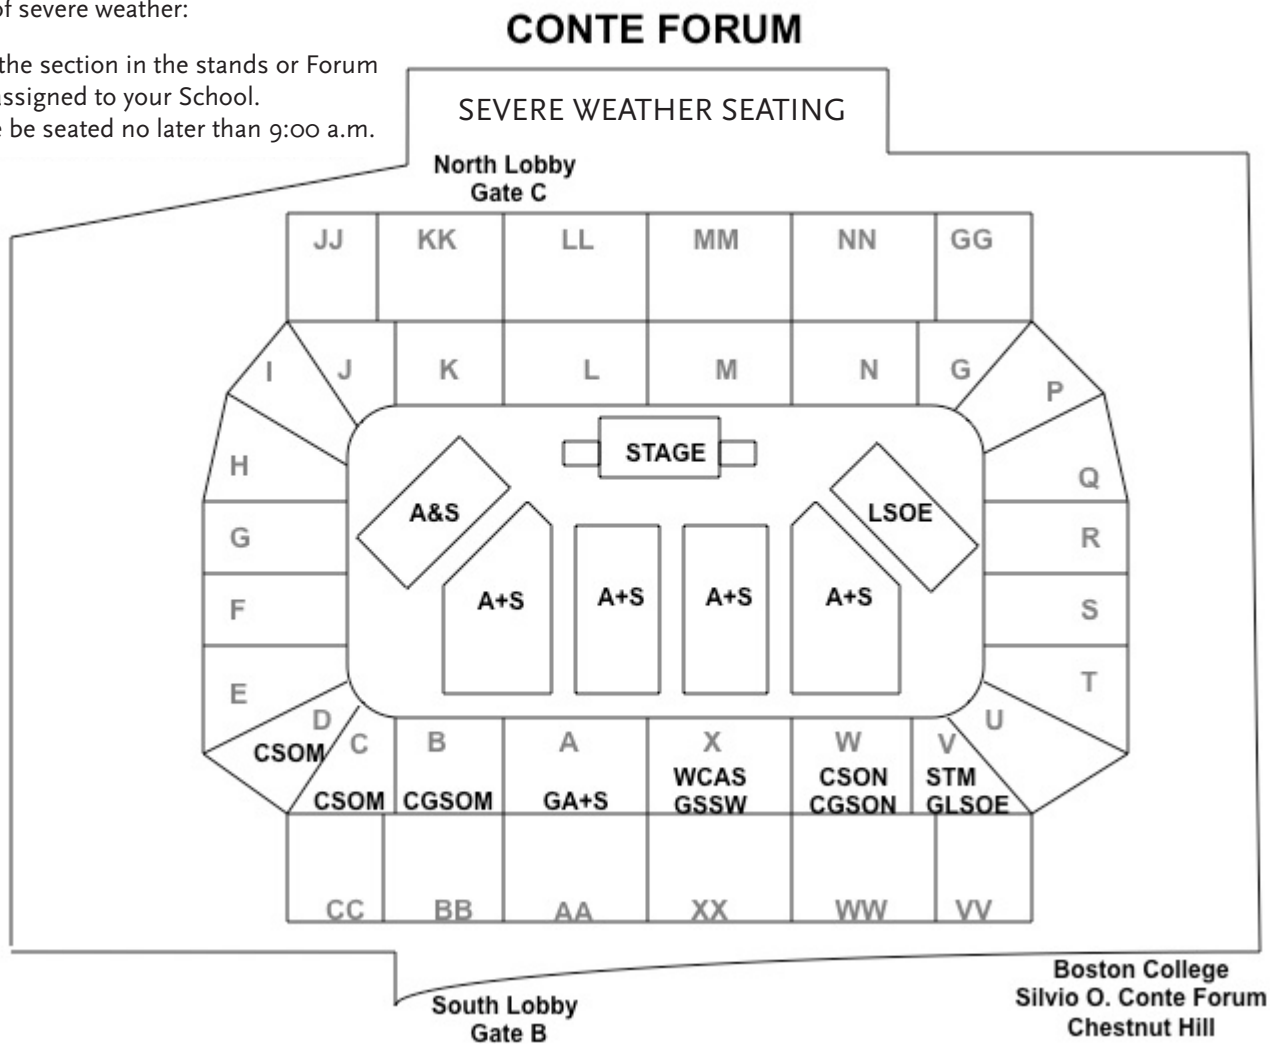 of severe weather:
the section in the stands or Forum
assigned to your School.
be seated no later than 9:00 a.m.
CONTE FORUM
SEVERE WEATHER SEATING
North Lobby
Gate C
JJ KK LL MM NN GG
I J K L M N G P
H Q
STAGE
A&S LSOE
G R
A+S A+S A+S A+S
F S
E T
D C B A X W V U
CSOM
CSOM CGSOM GA+S
WCAS
GSSW
CSON
CGSON
STM
GLSOE
CC BB AA XX WW VV
South Lobby
Gate B
Boston College
Silvio O. Conte Forum
Chestnut Hill